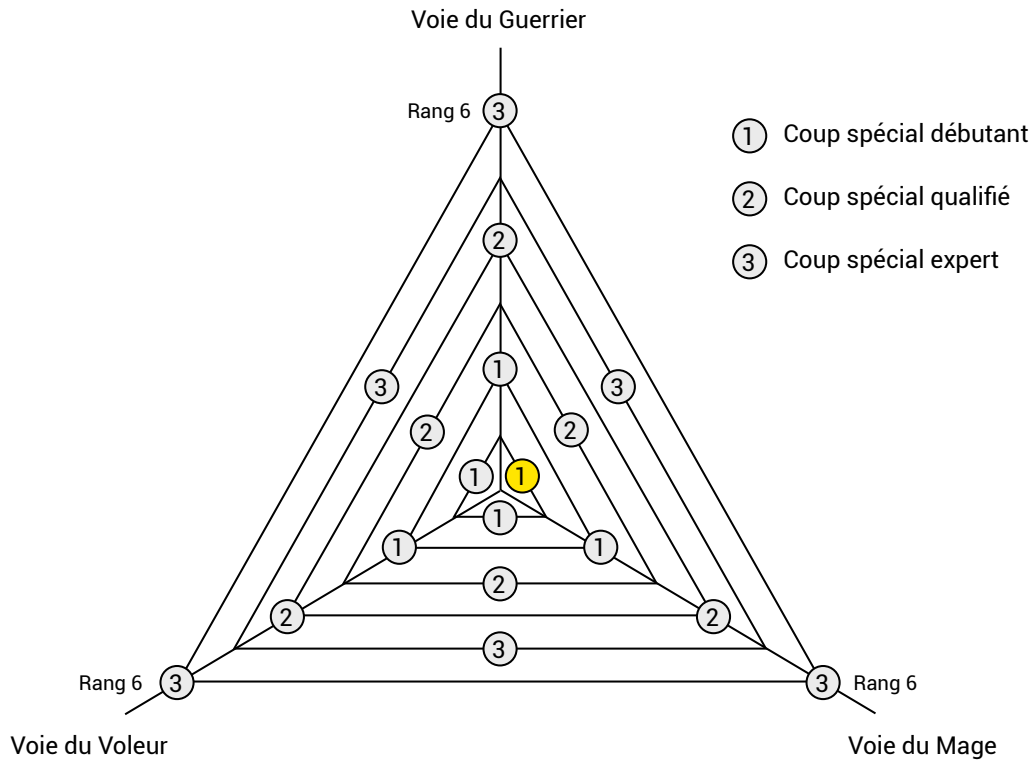 Voie du Guerrier
Rang 6
3
1 Coup spécial débutant
2 Coup spécial qualifié
3 Coup spécial expert
2
1
3
3
2
2
1
1
1
1
1
2
2
2
3
Rang 6
3
3
Rang 6
Voie du Voleur
Voie du Mage